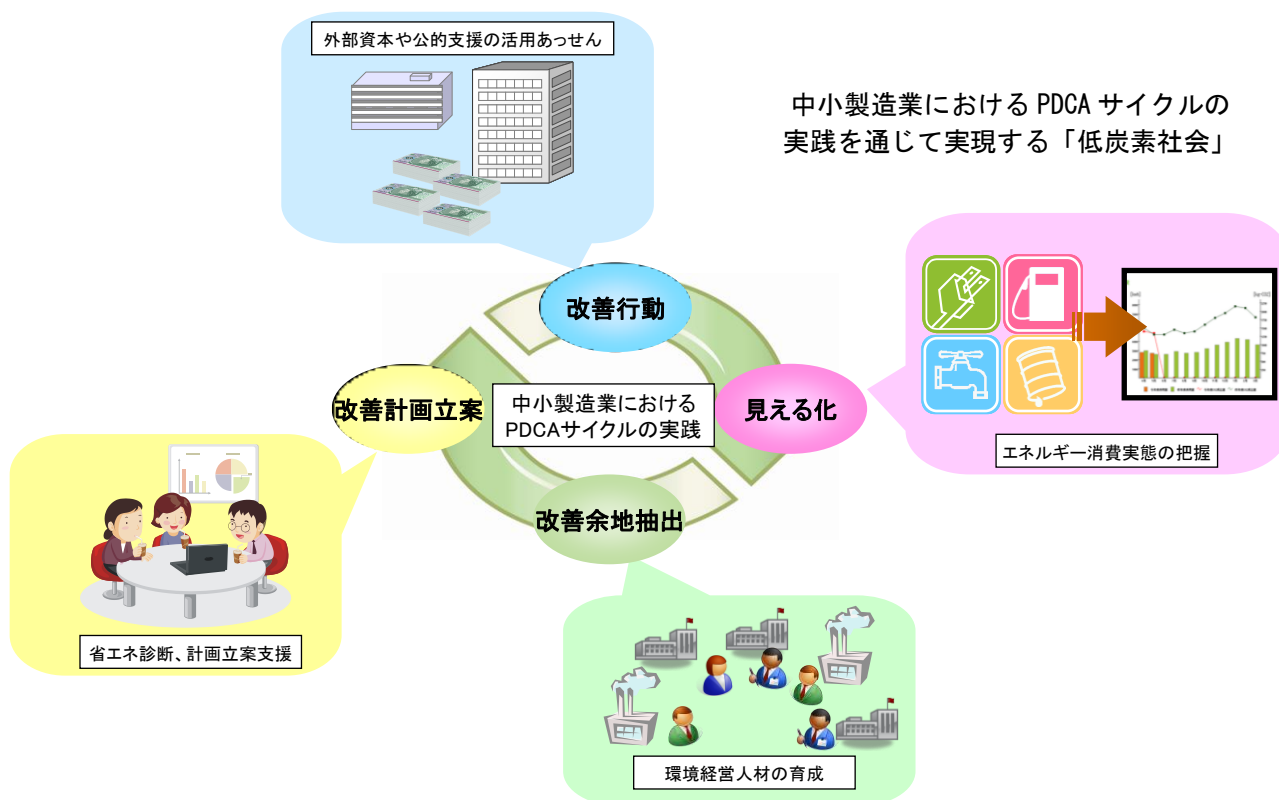 外部資本や公的支援の活用あっせん
中小製造業における PDCA サイクルの
実践を通じて実現する「低炭素社会」
改善行動
改善計画立案
中小製造業における
PDCAサイクルの実践
見える化
エネルギー消費実態の把握
改善余地抽出
省エネ診断、計画立案支援
環境経営人材の育成